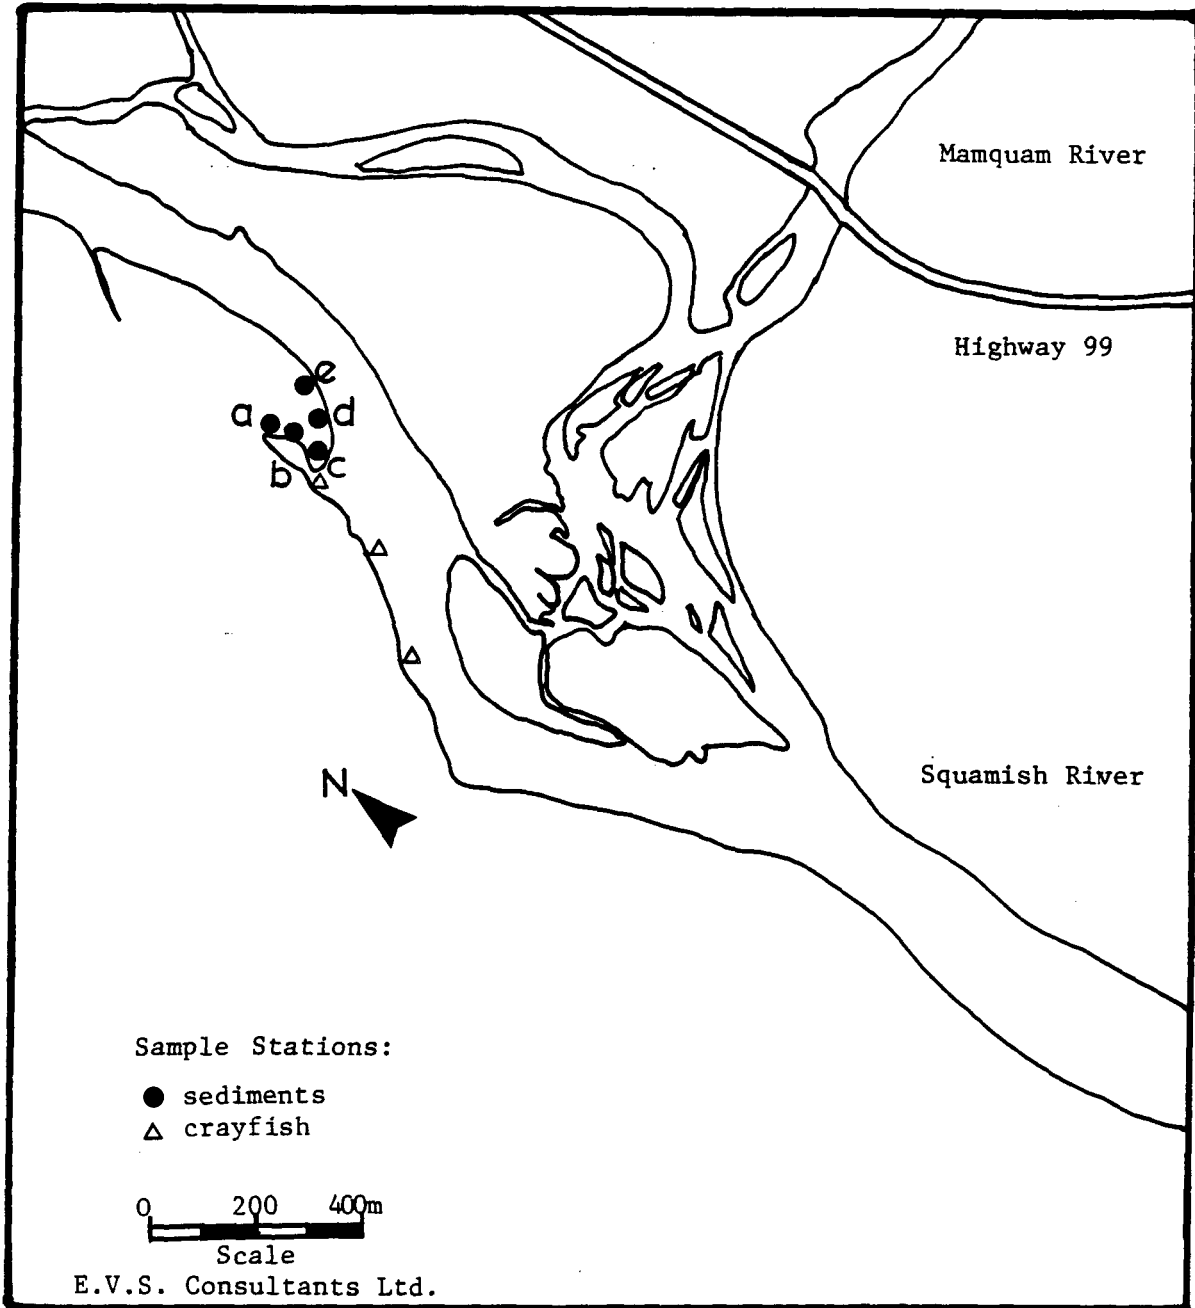 Mamquam River
Highway 99
e
a
d
b
c
N
Squamish River
Sample Stations:
sediments
crayfish
0 200 400m
Scale
E.V.S. Consultants Ltd.